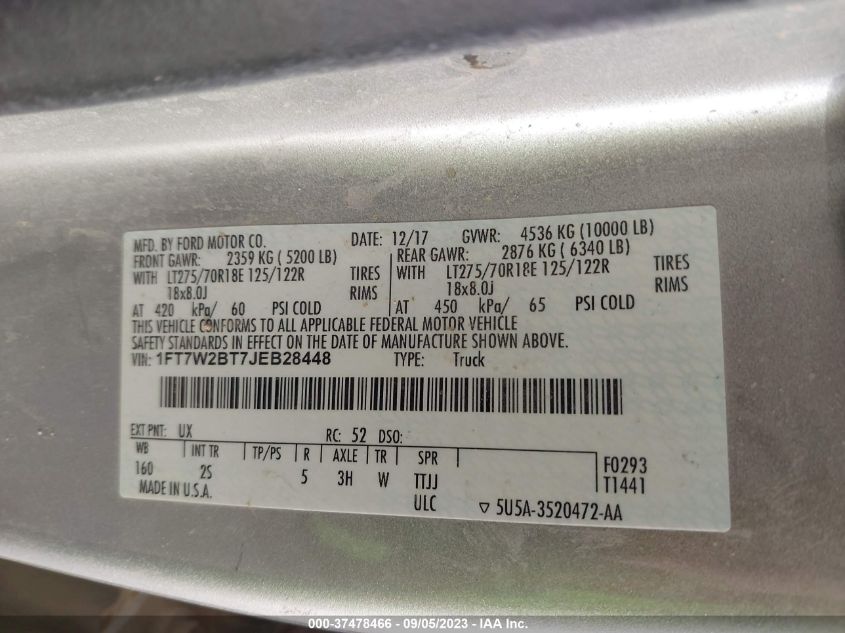 MFD. BY FORD MOTOR CO. DATE: 12/17 GVWR: 4536 KG (10000 LB)
FRONT GAWR: 2359 KG ( 5200 LB) REAR GAWR: 2876 KG ( 6340 LB)
WITH LT275/70R18E 125/122R TIRES WITH LT275/70R18E 125/122R TIRES
18x8.0J RIMS 18x8.0J RIMS
AT 420 kPa/ 60 PSI COLD AT 450 kPa/ 65 PSI COLD
THIS VEHICLE CONFORMS TO ALL APPLICABLE FEDERAL MOTOR VEHICLE
SAFETY STANDARDS IN EFFECT ON THE DATE OF MANUFACTURE SHOWN ABOVE.
VIN: 1FT7W2BT7JEB28448 TYPE: Truck
EXT PNT: UX RC: 52 DSO:
WB INT TR TP/PS R AXLE TR SPR F0293
160 2S 5 3H W TTJJ T1441
MADE IN U.S.A. ULC 5U5A-3520472-AA
000-37478466 - 09/05/2023 - IAA Inc.